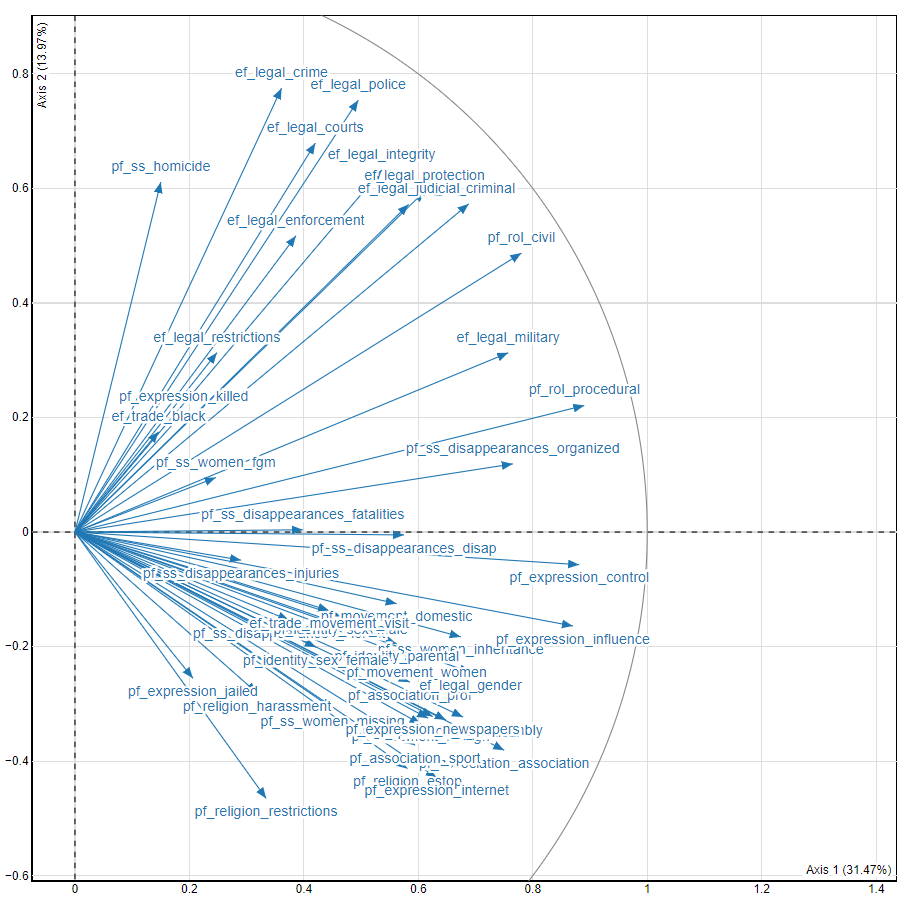 Axis 2 (13.97%)
0.8
0.6
0.4
0.2
0
−0.2
−0.4
−0.6
ef_legal_crime
ef_legal_police
ef_legal_courts
ef_legal_integrity
pf_ss_homicide
ef_legal_protection
ef_legal_judicial_criminal
ef_legal_enforcement
pf_rol_civil
ef_legal_restrictions
ef_legal_military
pf_rol_procedural
pf_expression_killed
ef_trade_black
pf_ss_disappearances_organized
pf_ss_women_fgm
pf_ss_disappearances_fatalities
pf_ss_disappearances_disap
pf_ss_disappearances_injuries
pf_expression_control
pf_movement_domestic
ef_trade_movement_visit
pf_expression_influence
pf_ss_women_inheritance
pf_identity_parental
pf_identity_sex_female
pf_movement_women
ef_legal_gender
pf_expression_jailed
pf_association_prof
pf_religion_harassment
pf_ss_women_missing
pf_expression_newspapers
pf_association_sport
pf_association_association
pf_religion_estop
pf_expression_internet
pf_religion_restrictions
Axis 1 (31.47%)
0
0.2
0.4
0.6
0.8
1
1.2
1.4